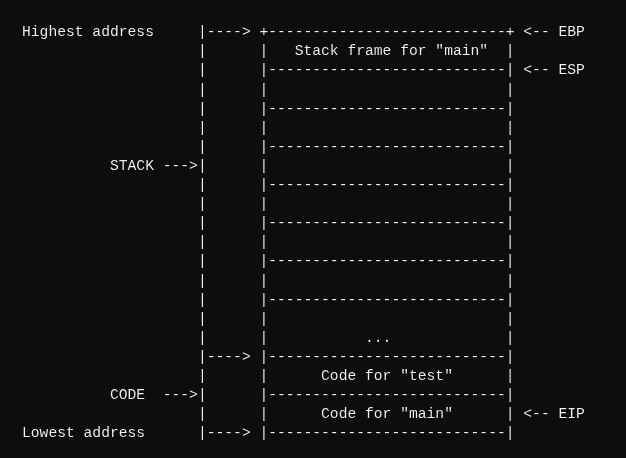 Highest address      |----> +---------------------------+ <-- EBP
                     |      |   Stack frame for "main"  |
                     |      |---------------------------| <-- ESP
                     |      |                           |
                     |      |---------------------------|
                     |      |                           |
                     |      |---------------------------|
          STACK --->|      |                           |
                     |      |---------------------------|
                     |      |                           |
                     |      |---------------------------|
                     |      |                           |
                     |      |---------------------------|
                     |      |                           |
                     |      |---------------------------|
                     |      |                           |
                     |      |           ...             |
                     |----> |---------------------------|
                     |      |      Code for "test"      |
          CODE  --->|      |---------------------------|
                     |      |      Code for "main"      | <-- EIP
Lowest address       |----> |---------------------------|